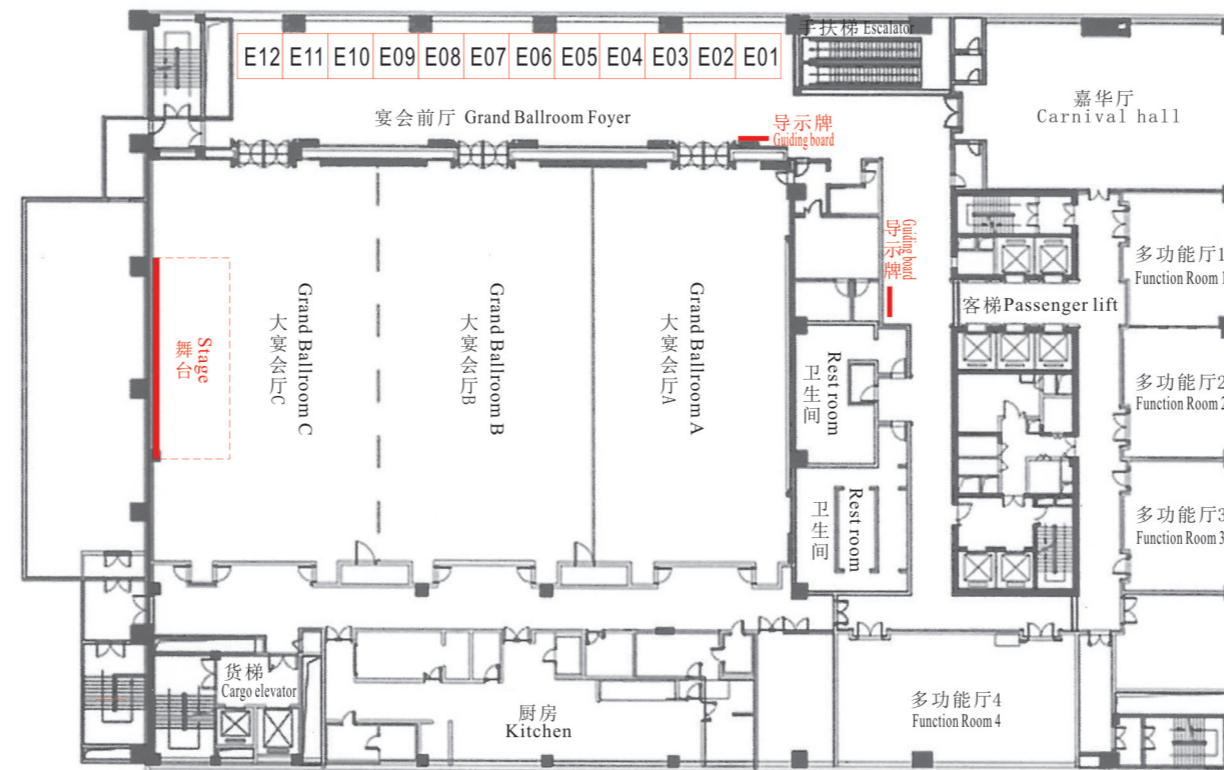 手扶梯 Escalator
E12 E11 E10 E09 E08 E07 E06 E05 E04 E03 E02 E01
嘉华厅
Carnival hall
宴会前厅 Grand Ballroom Foyer
导示牌
Guiding board
Guiding board
导示牌
多功能厅1
Function Room 1
客梯Passenger lift
Stage
舞台
Grand Ballroom C
大宴会厅C
Grand Ballroom B
大宴会厅B
Grand Ballroom A
大宴会厅A
Rest room
卫生间
多功能厅2
Function Room 2
Rest room
卫生间
多功能厅3
Function Room 3
货梯
Cargo elevator
厨房
Kitchen
多功能厅4
Function Room 4